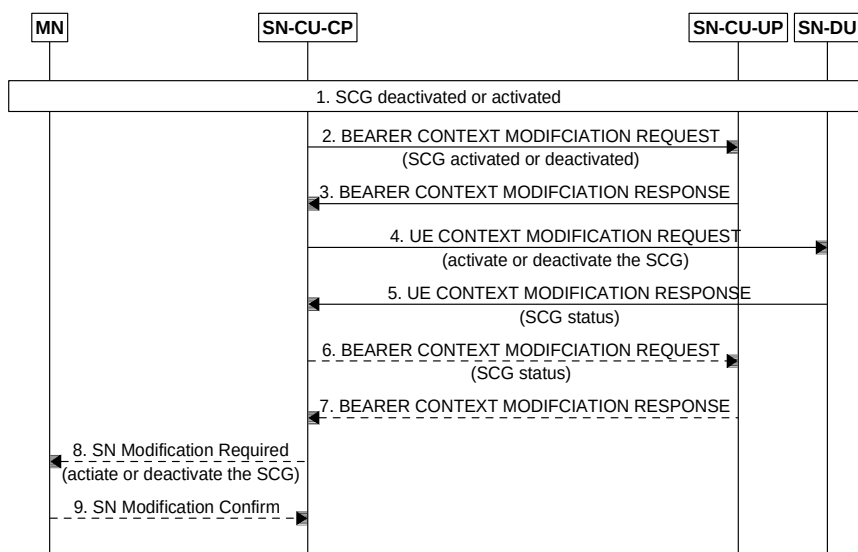 MN SN-CU-CP SN-CU-UP SN-DU
1. SCG deactivated or activated
2. BEARER CONTEXT MODIFCIATION REQUEST
(SCG activated or deactivated)
3. BEARER CONTEXT MODIFCIATION RESPONSE
4. UE CONTEXT MODIFICATION REQUEST
(activate or deactivate the SCG)
5. UE CONTEXT MODIFICATION RESPONSE
(SCG status)
6. BEARER CONTEXT MODIFCIATION REQUEST
(SCG status)
7. BEARER CONTEXT MODIFCIATION RESPONSE
8. SN Modification Required
(actiate or deactivate the SCG)
9. SN Modification Confirm